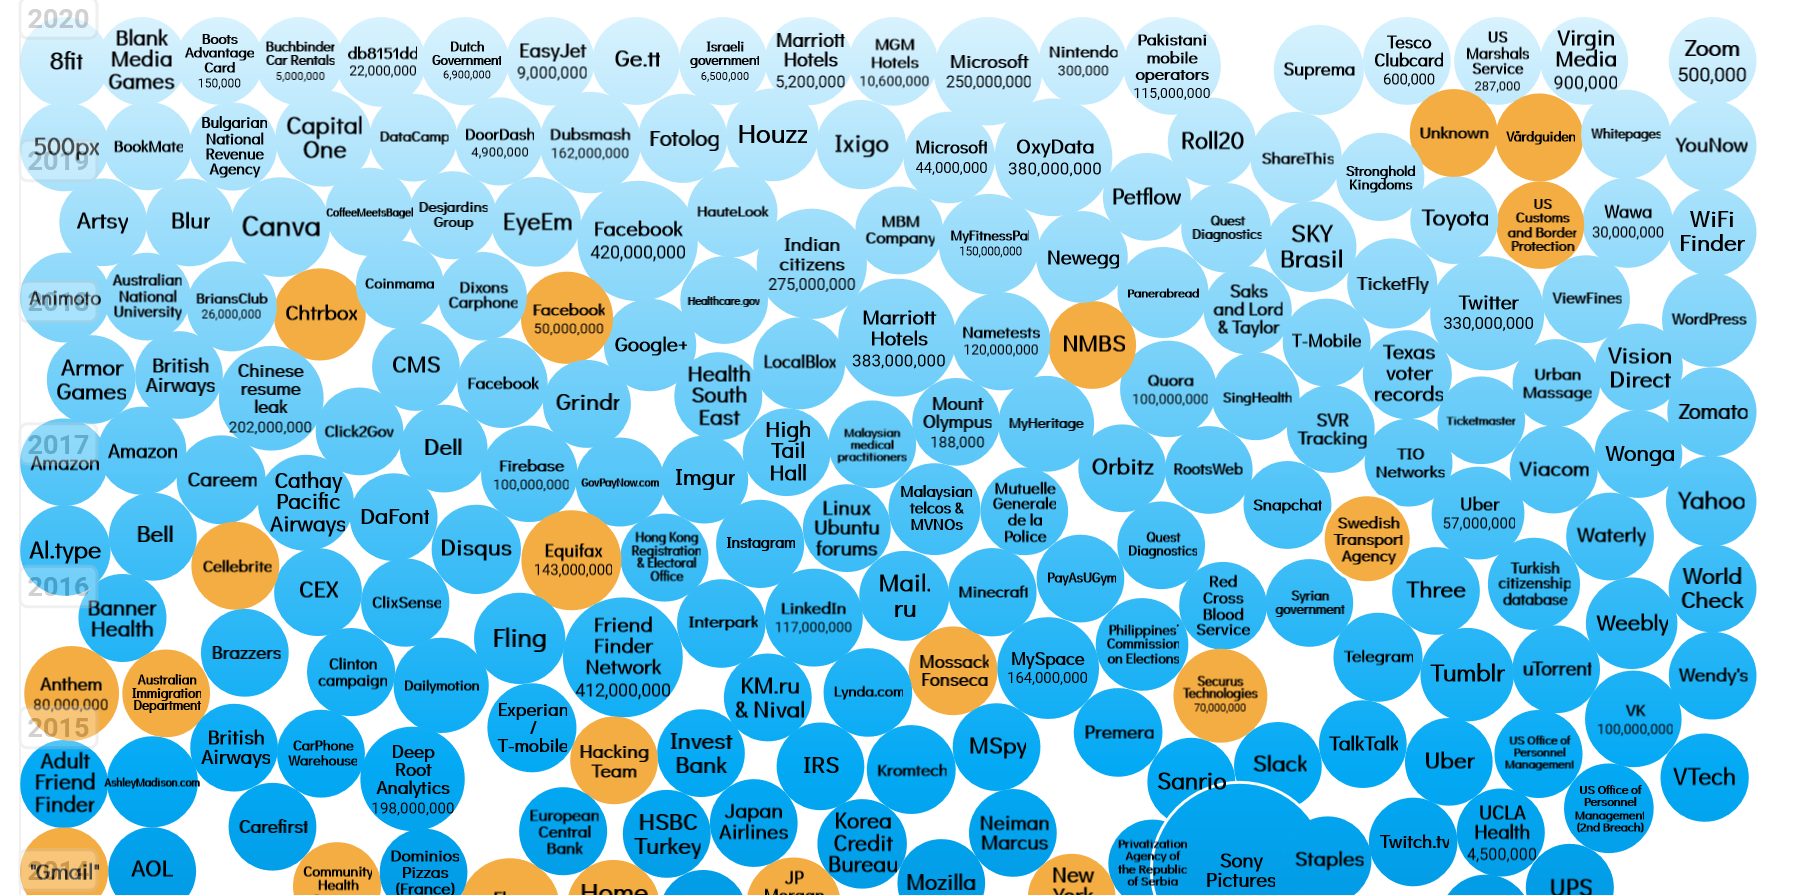 2020
8fit
Blank
Media
Games
Boots
Advantage
Card
150,000
Buchbinder
Car Rentals
5,000,000
db8151dd
22,000,000
Dutch
Government
6,900,000
EasyJet
9,000,000
Ge.tt
Israeli
government
6,500,000
Marriott
Hotels
5,200,000
MGM
Hotels
10,600,000
Microsoft
250,000,000
Nintendo
300,000
Pakistani
mobile
operators
115,000,000
Suprema
Tesco
Clubcard
600,000
US
Marshals
Service
287,000
Virgin
Media
900,000
Zoom
500,000
500px
2019
BookMate
Bulgarian
National
Revenue
Agency
Capital
One
DataCamp
DoorDash
4,900,000
Dubsmash
162,000,000
Fotolog
Houzz
Ixigo
Microsoft
44,000,000
OxyData
380,000,000
Roll20
ShareThis
Stronghold
Kingdoms
Unknown
Vårdguiden
Whitepages
YouNow
Artsy
Blur
Canva
CoffeeMeetsBagel
Desjardins
Group
EyeEm
Facebook
420,000,000
HauteLook
Indian
citizens
275,000,000
MBM
Company
MyFitnessPal
150,000,000
Newegg
Petflow
Quest
Diagnostics
SKY
Brasil
Toyota
US
Customs
and Border
Protection
Wawa
30,000,000
WiFi
Finder
Animoto
2018
Australian
National
University
BriansClub
26,000,000
Chtrbox
Coinmama
Dixons
Carphone
Facebook
50,000,000
Google+
Healthcare.gov
LocalBlox
Marriott
Hotels
383,000,000
Nametests
120,000,000
NMBS
Panerabread
Saks
and Lord
& Taylor
T-Mobile
TicketFly
Twitter
330,000,000
ViewFines
WordPress
Armor
Games
British
Airways
Chinese
resume
leak
202,000,000
CMS
Facebook
Grindr
Health
South
East
Mount
Olympus
188,000
MyHeritage
Quora
100,000,000
SingHealth
SVR
Tracking
Texas
voter
records
Ticketmaster
Urban
Massage
Vision
Direct
Zomato
2017
Amazon
Amazon
Careem
Click2Gov
Dell
Firebase
100,000,000
GovPayNow.com
Imgur
High
Tail
Hall
Malaysian
medical
practitioners
Orbitz
RootsWeb
Snapchat
TIO
Networks
Viacom
Wonga
Yahoo
AI.type
Bell
Cathay
Pacific
Airways
DaFont
Disqus
Equifax
143,000,000
Hong Kong
Registration
& Electoral
Office
Instagram
Linux
Ubuntu
forums
Malaysian
telcos &
MVNOs
Mutuelle
Generale
de la
Police
Quest
Diagnostics
Swedish
Transport
Agency
Uber
57,000,000
Waterly
2016
Cellebrite
CEX
ClixSense
Mail.
ru
Minecraft
PayAsUGym
Red
Cross
Blood
Service
Syrian
government
Three
Turkish
citizenship
database
World
Check
Banner
Health
Brazzers
Clinton
campaign
Dailymotion
Fling
Friend
Finder
Network
412,000,000
Interpark
LinkedIn
117,000,000
Mossack
Fonseca
MySpace
164,000,000
Philippines'
Commission
on Elections
Securus
Technologies
70,000,000
Telegram
Tumblr
uTorrent
Weebly
Wendy's
Anthem
80,000,000
2015
Australian
Immigration
Department
British
Airways
CarPhone
Warehouse
Deep
Root
Analytics
198,000,000
Experian
/
T-mobile
Hacking
Team
Invest
Bank
KM.ru
& Nival
Lynda.com
IRS
Kromtech
MSpy
Premera
Sanrio
Slack
TalkTalk
Uber
US Office of
Personnel
Management
VK
100,000,000
VTech
Adult
Friend
Finder
AshleyMadison.com
Carefirst
European
Central
Bank
HSBC
Turkey
Japan
Airlines
Korea
Credit
Bureau
Neiman
Marcus
Privatization
Agency of
the Republic
of Serbia
Sony
Pictures
Staples
Twitch.tv
UCLA
Health
4,500,000
US Office of
Personnel
Management
(2nd Breach)
2014
"Gmail"
AOL
Community
Health
Dominios
Pizzas
(France)
Home
JP
Mozilla
New
UPS